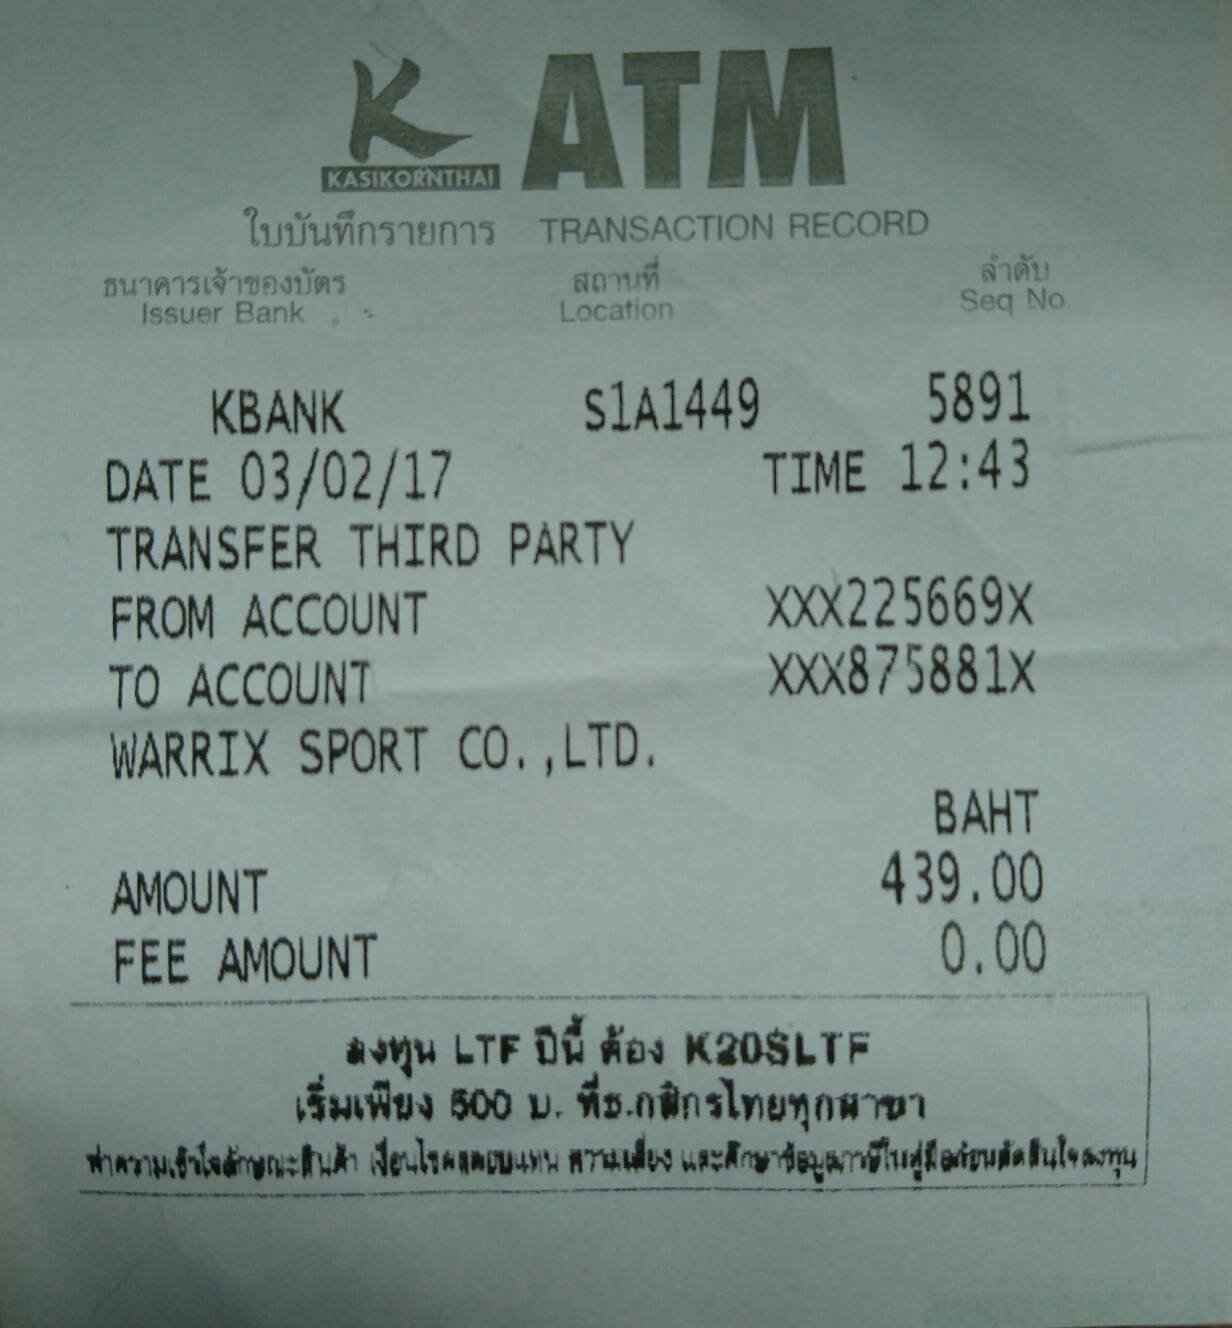 K ATM
KASIKORNTHAI
ใบบันทึกรายการ TRANSACTION RECORD
ธนาคารเจ้าของบัตร สถานที่ ลำดับ
Issuer Bank Location Seq No
KBANK S1A1449 5891
DATE 03/02/17 TIME 12:43
TRANSFER THIRD PARTY
FROM ACCOUNT XXX225669X
TO ACCOUNT XXX875881X
WARRIX SPORT CO.,LTD.
BAHT
AMOUNT 439.00
FEE AMOUNT 0.00
ลงทุน LTF ปีนี้ ต้อง K20SLTF
เริ่มเพียง 500 บ. ที่ธ.กสิกรไทยทุกสาขา
ทำความเข้าใจลักษณะสินค้า เงื่อนไขผลตอบแทน ความเสี่ยง และศึกษาข้อมูลภาษีในคู่มือก่อนตัดสินใจลงทุน